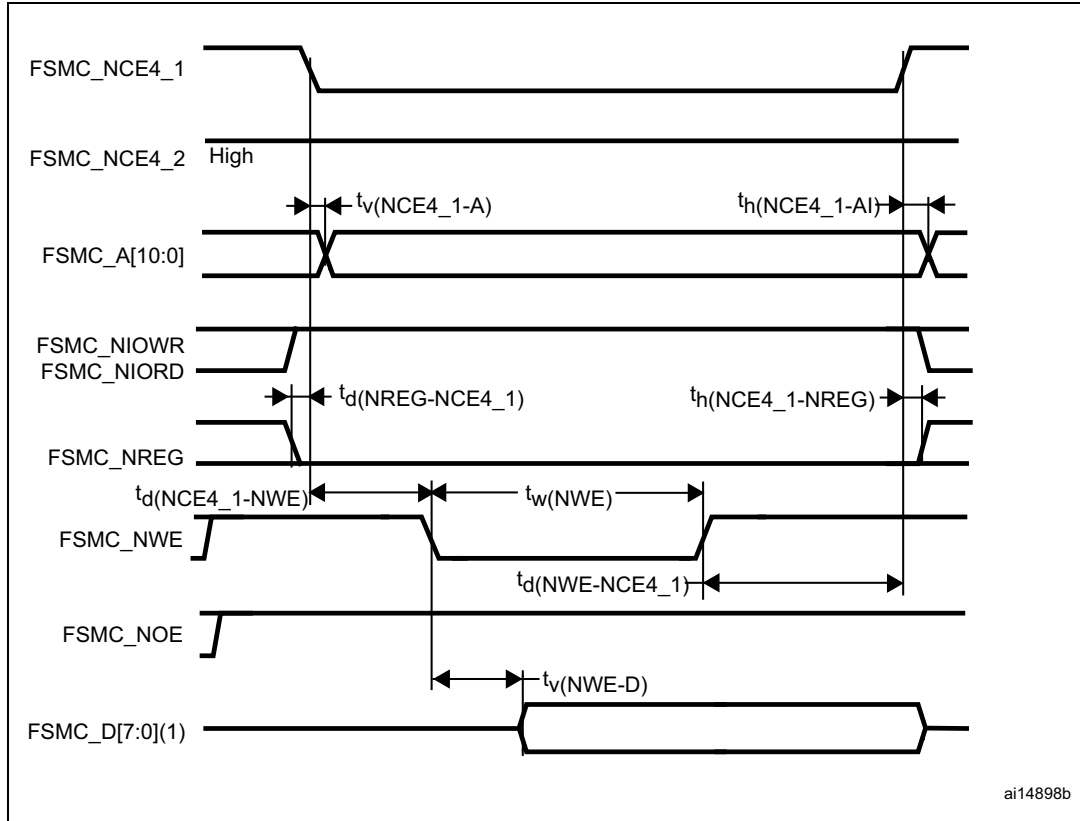 FSMC_NCE4_1
FSMC_NCE4_2 High
tv(NCE4_1-A) th(NCE4_1-AI)
FSMC_A[10:0]
FSMC_NIOWR
FSMC_NIORD
td(NREG-NCE4_1) th(NCE4_1-NREG)
FSMC_NREG
td(NCE4_1-NWE) tw(NWE)
FSMC_NWE
td(NWE-NCE4_1)
FSMC_NOE
tv(NWE-D)
FSMC_D[7:0](1)
ai14898b